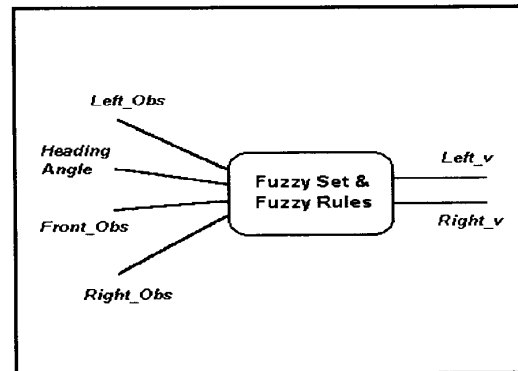 Left_Obs
Heading
Angle
Front_Obs
Right_Obs
Fuzzy Set &
Fuzzy Rules
Left_v
Right_v